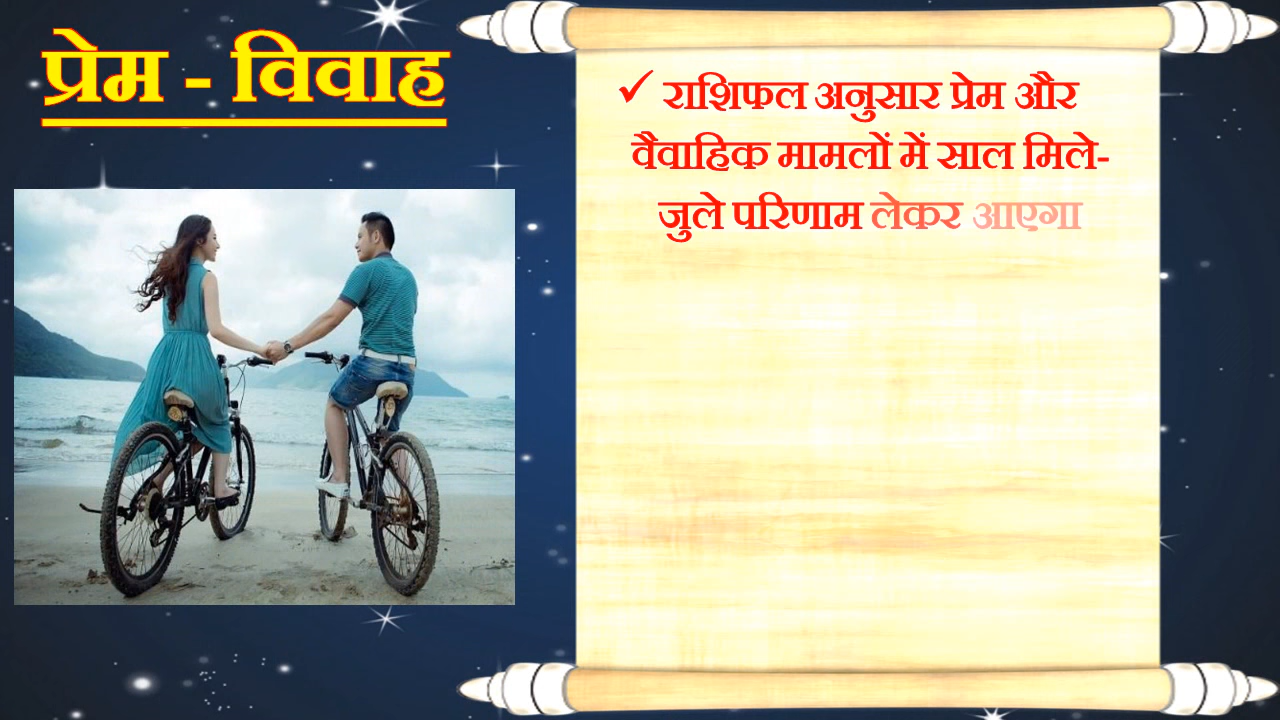 प्रेम - विवाह
✓ राशिफल अनुसार प्रेम और
वैवाहिक मामलों में साल मिले-
जुले परिणाम लेकर आएगा